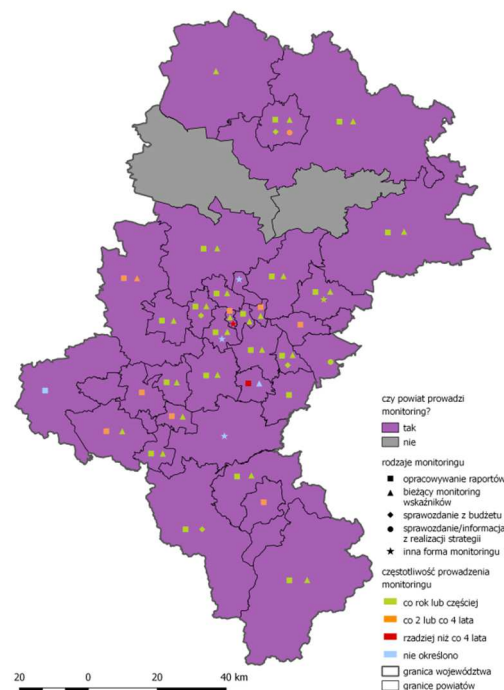 czy powiat prowadzi
monitoring?
tak
nie
rodzaje monitoringu
opracowywanie raportów
bieżący monitoring
wskaźników
sprawozdanie z budżetu
sprawozdanie/informacja
z realizacji strategii
inna forma monitoringu
częstotliwość prowadzenia
monitoringu
co rok lub częściej
co 2 lub co 4 lata
rzadziej niż co 4 lata
nie określono
granica województwa
granice powiatów
20 0 20 40 km